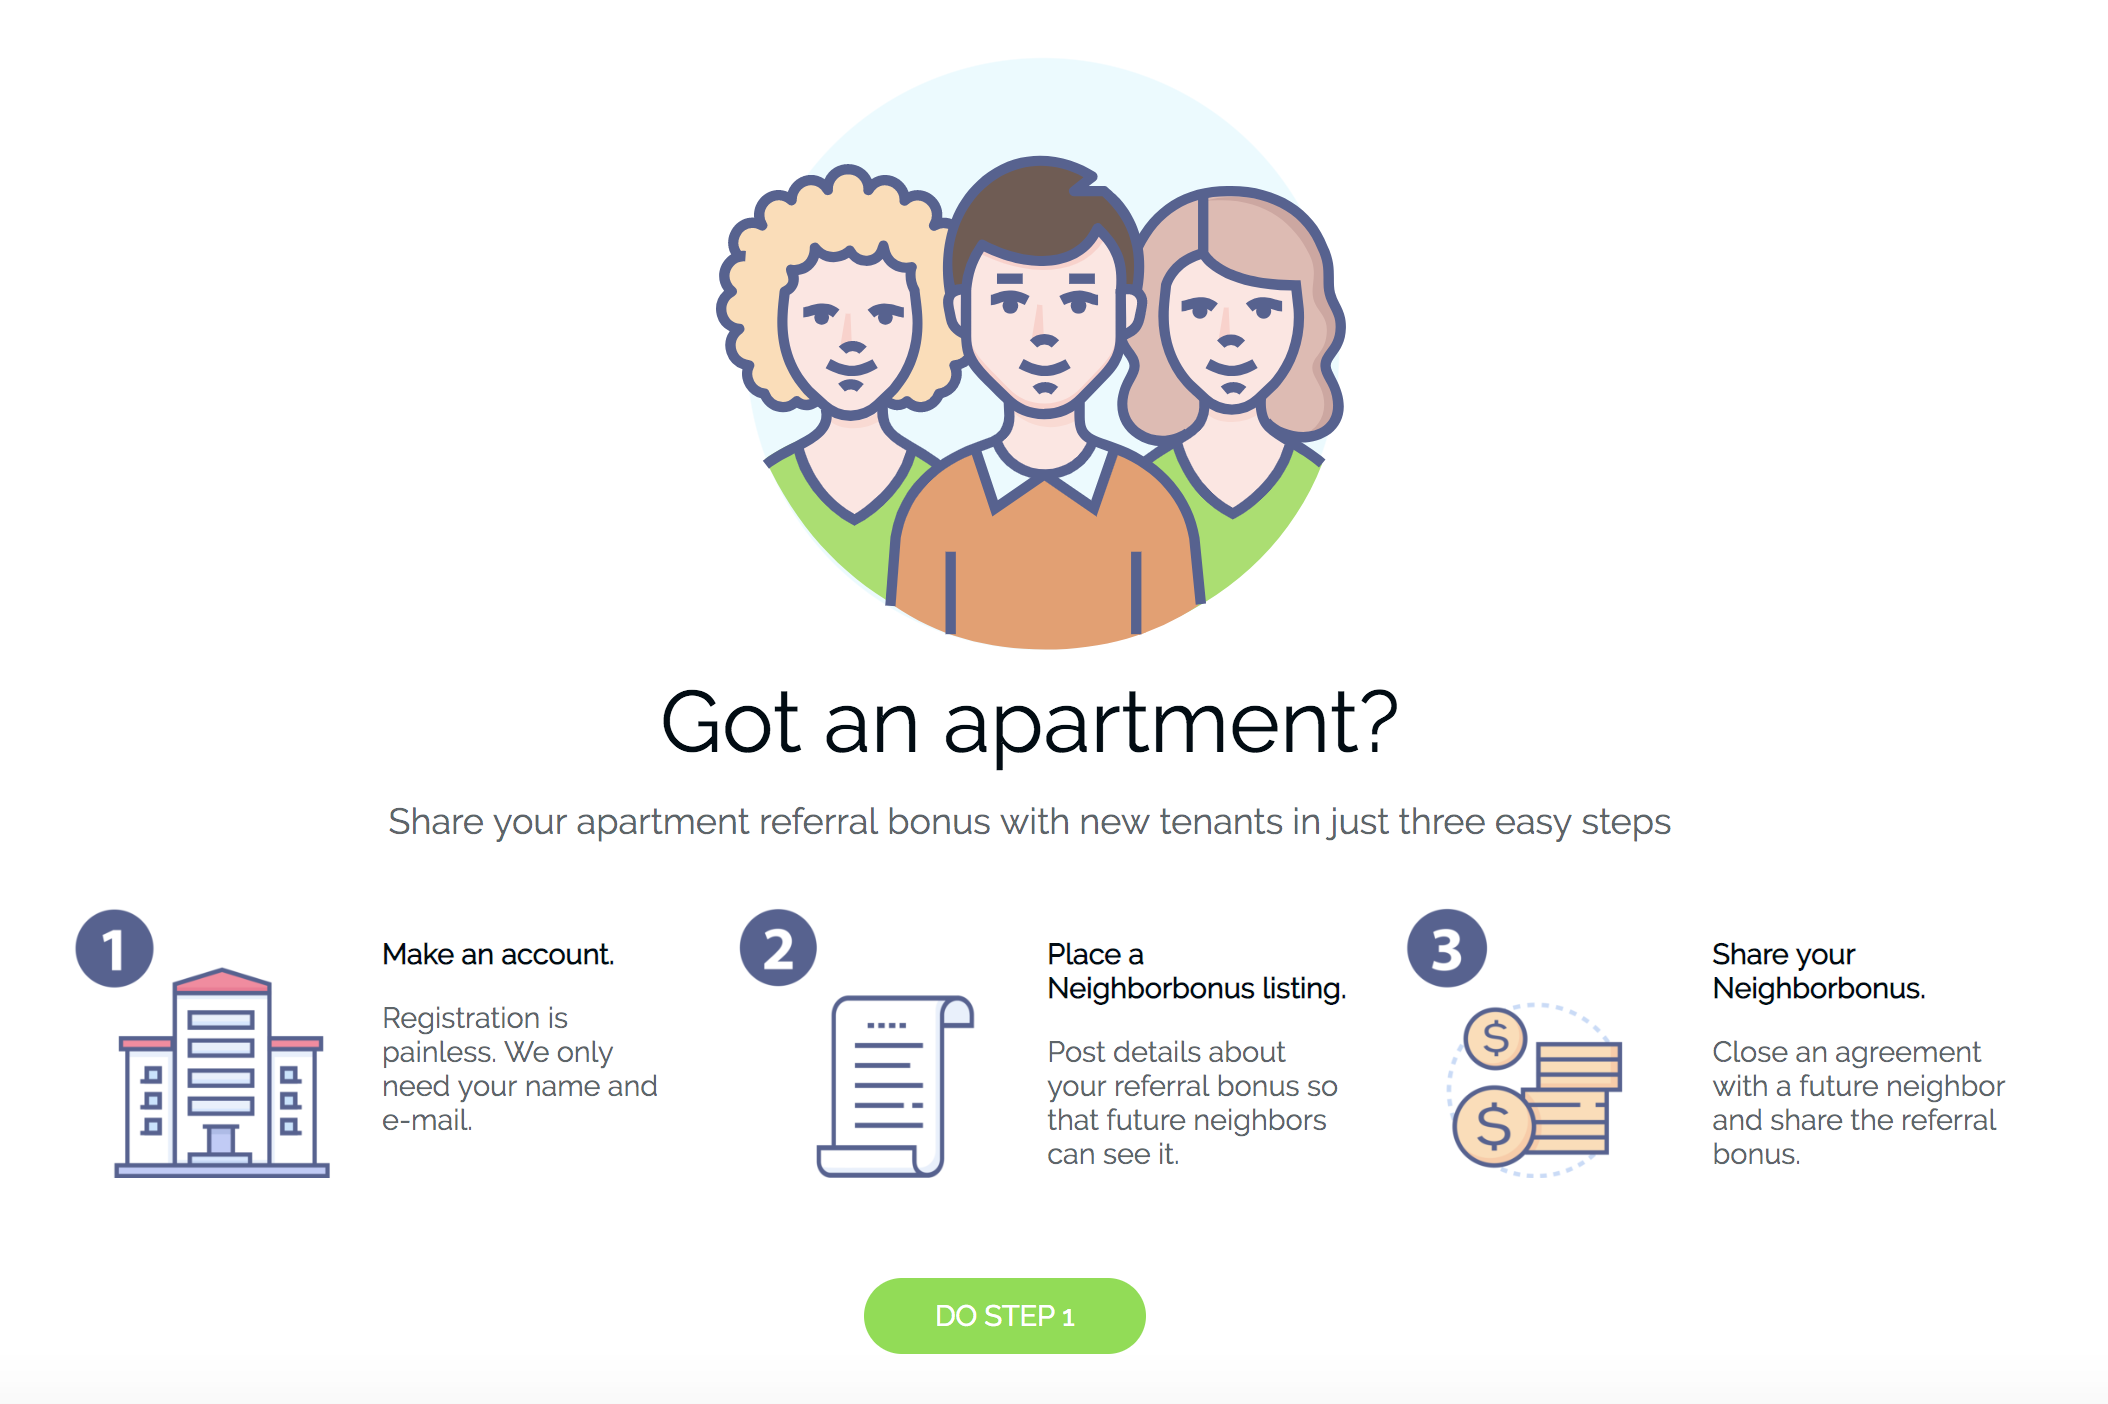 Got an apartment?
Share your apartment referral bonus with new tenants in just three easy steps
1
Make an account.
Registration is
painless. We only
need your name and
e-mail.
2
Place a
Neighborbonus listing.
Post details about
your referral bonus so
that future neighbors
can see it.
3
$
$
Share your
Neighborbonus.
Close an agreement
with a future neighbor
and share the referral
bonus.
DO STEP 1